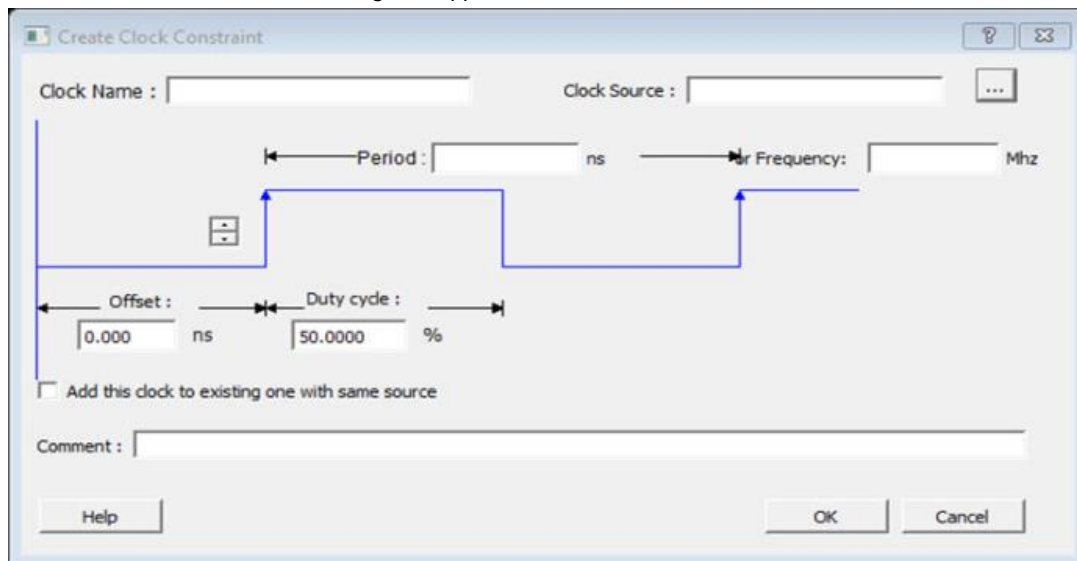 Create Clock Constraint
Clock Name : Clock Source : ...
Period : ns or Frequency: Mhz
Offset : Duty cycle :
0.000 ns 50.0000 %
Add this clock to existing one with same source
Comment :
Help OK Cancel